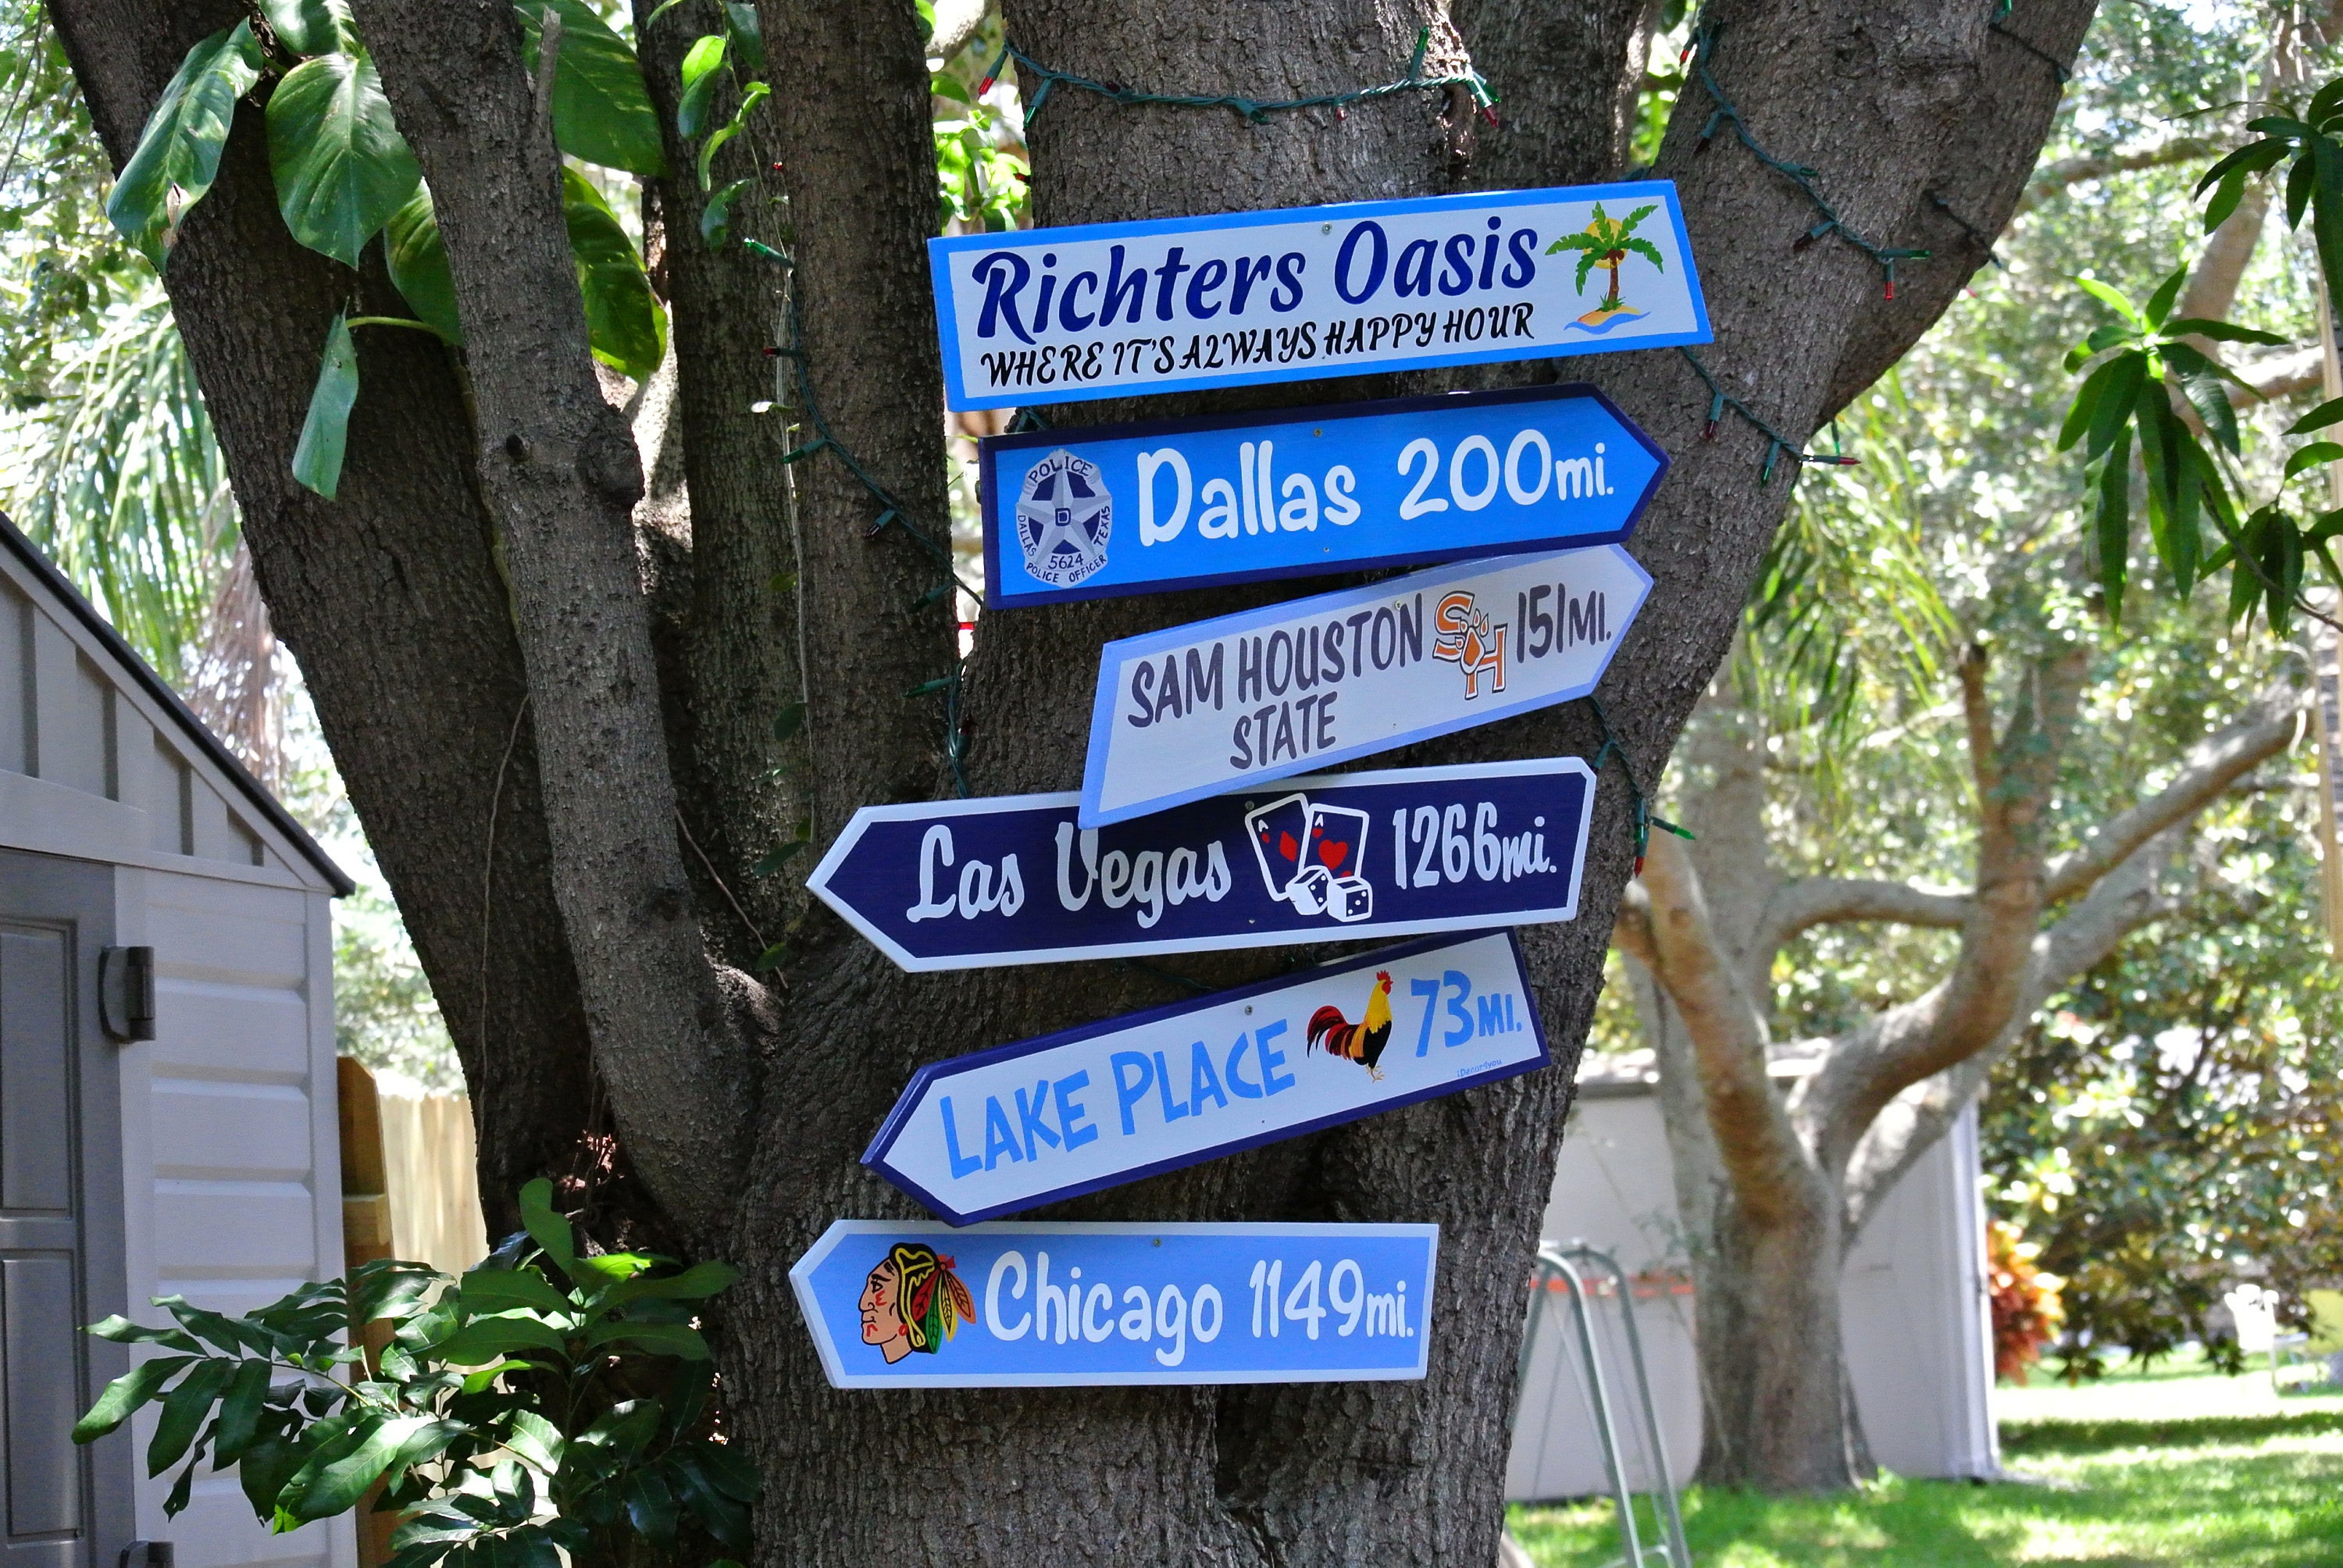 Richters Oasis
WHERE IT'S ALWAYS HAPPY HOUR
POLICE
DALLAS TEXAS
D
5624
POLICE OFFICER
Dallas 200mi.
SAM HOUSTON SH 151MI.
STATE
Las Vegas A A 1266mi.
LAKE PLACE 73MI.
iDecor4you
Chicago 1149mi.